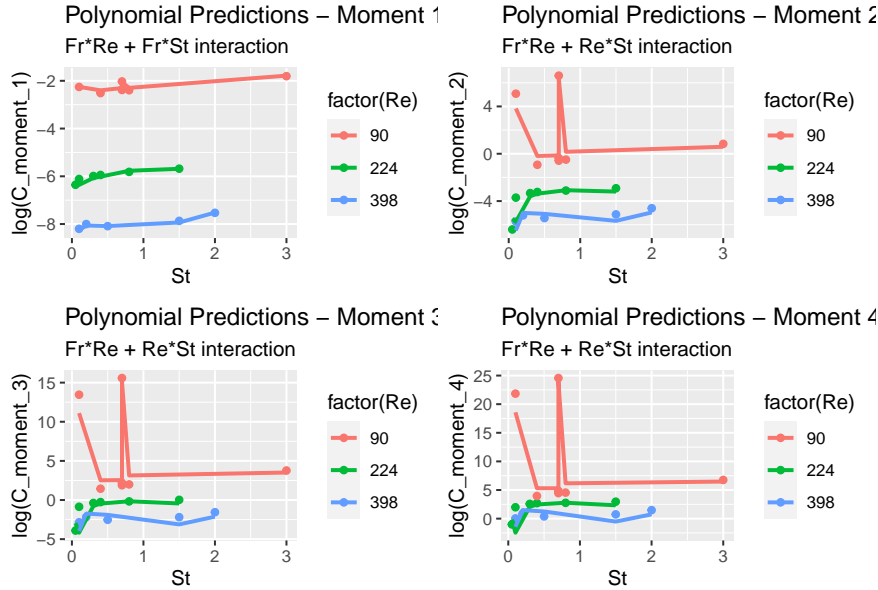 Polynomial Predictions – Moment 1
Fr*Re + Fr*St interaction
log(C_moment_1)
−2
−4
−6
−8
0
1
2
3
St
factor(Re)
90
224
398
Polynomial Predictions – Moment 2
Fr*Re + Re*St interaction
log(C_moment_2)
4
0
−4
0
1
2
3
St
factor(Re)
90
224
398
Polynomial Predictions – Moment 3
Fr*Re + Re*St interaction
log(C_moment_3)
15
10
5
0
−5
0
1
2
3
St
factor(Re)
90
224
398
Polynomial Predictions – Moment 4
Fr*Re + Re*St interaction
log(C_moment_4)
25
20
15
10
5
0
0
1
2
3
St
factor(Re)
90
224
398